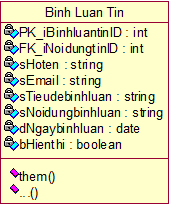 Binh Luan Tin
PK_iBinhluantinID : int
FK_iNoidungtinID : int
sHoten : string
sEmail : string
sTieudebinhluan : string
sNoidungbinhluan : string
dNgaybinhluan : date
bHienthi : boolean
them()
...()